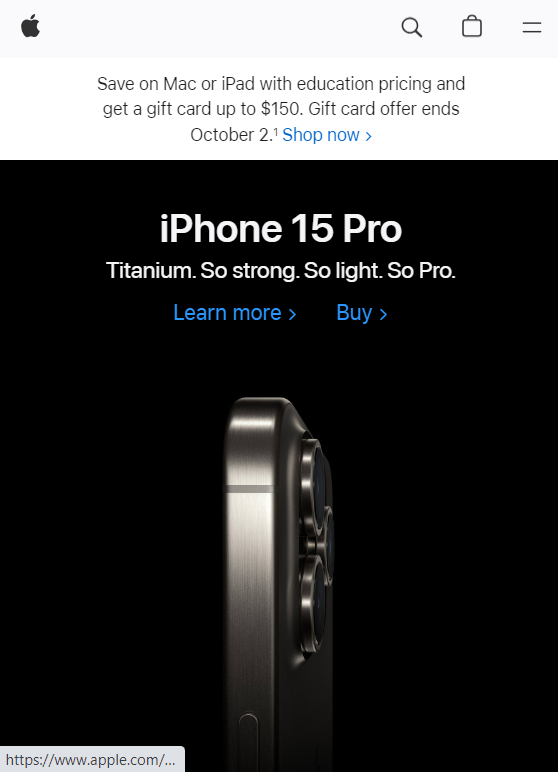 Save on Mac or iPad with education pricing and
get a gift card up to $150. Gift card offer ends
October 2.¹ Shop now >
iPhone 15 Pro
Titanium. So strong. So light. So Pro.
Learn more > Buy >
https://www.apple.com/...